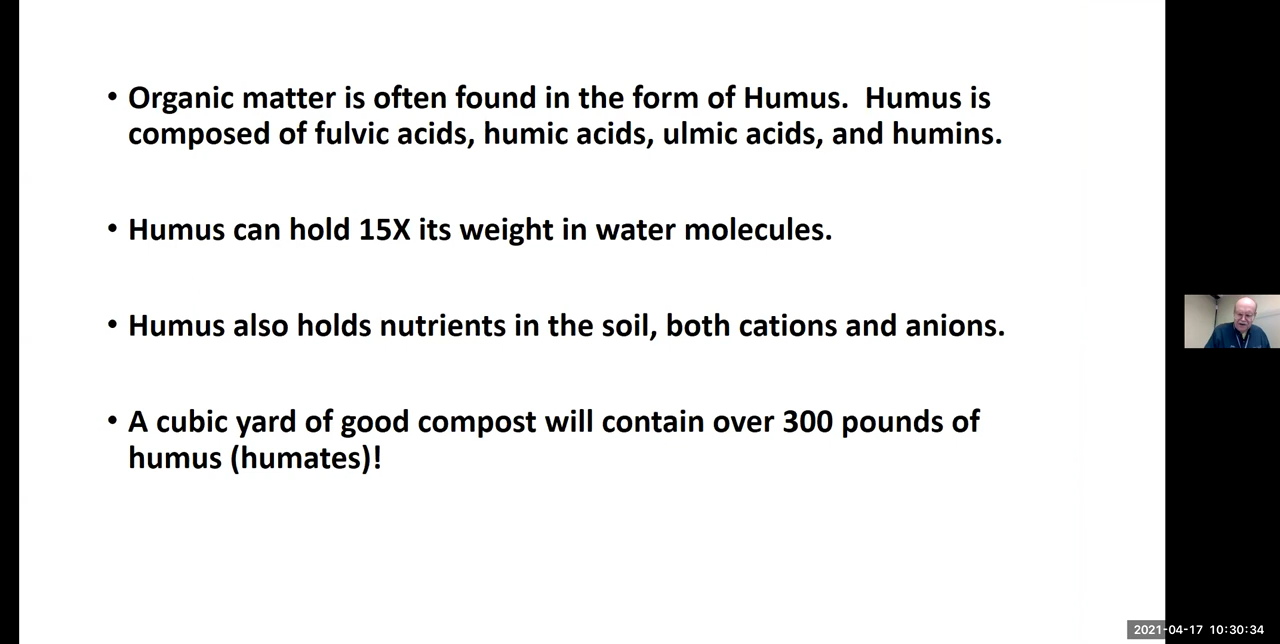 • Organic matter is often found in the form of Humus.  Humus is
composed of fulvic acids, humic acids, ulmic acids, and humins.
• Humus can hold 15X its weight in water molecules.
• Humus also holds nutrients in the soil, both cations and anions.
• A cubic yard of good compost will contain over 300 pounds of
humus (humates)!
2021-04-17 10:30:34